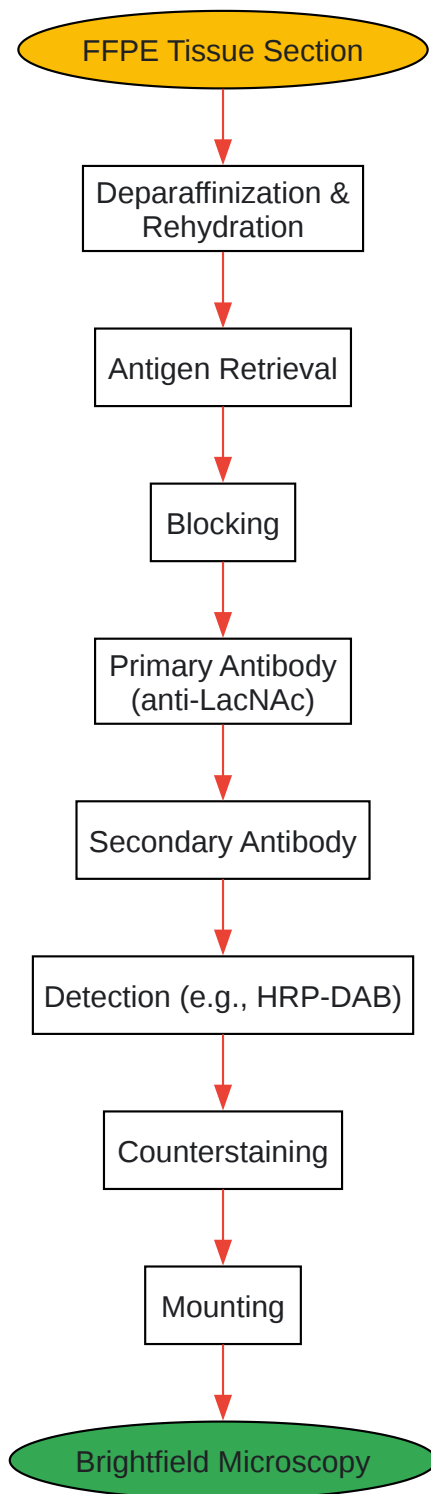 FFPE Tissue Section
Deparaffinization &
Rehydration
Antigen Retrieval
Blocking
Primary Antibody
(anti-LacNAc)
Secondary Antibody
Detection (e.g., HRP-DAB)
Counterstaining
Mounting
Brightfield Microscopy